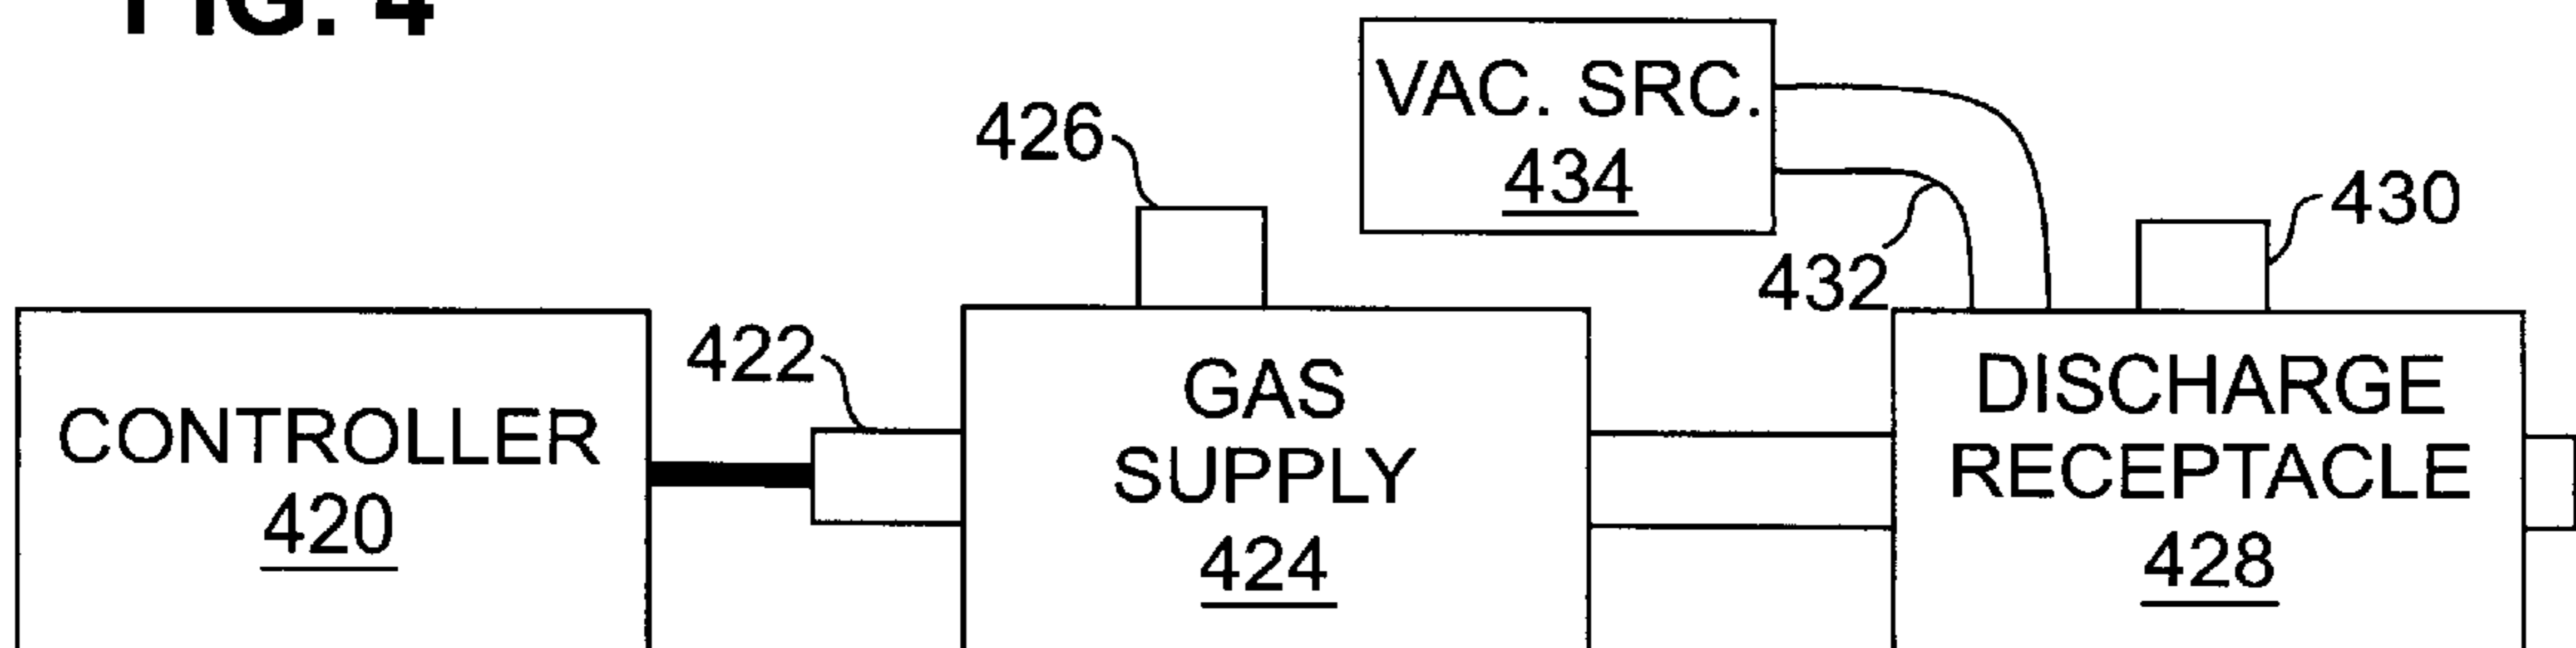 FIG. 4
VAC. SRC.
434
426
430
432
422
CONTROLLER
420
GAS
SUPPLY
424
DISCHARGE
RECEPTACLE
428